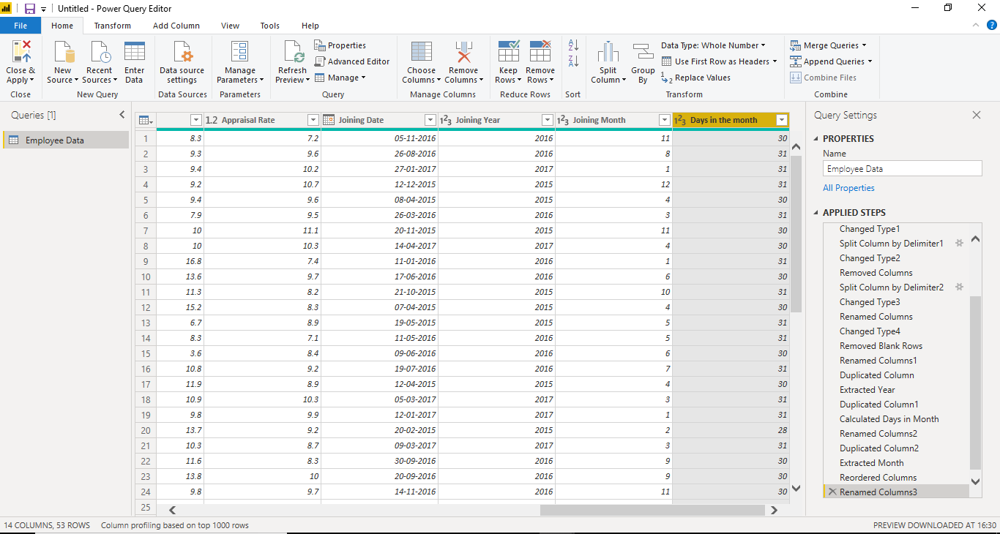 Untitled - Power Query Editor
File Home Transform Add Column View Tools Help
Close & Apply
Close
New Source
Recent Sources
Enter Data
New Query
Data source settings
Data Sources
Manage Parameters
Parameters
Refresh Preview
Properties
Advanced Editor
Manage
Query
Choose Columns
Remove Columns
Manage Columns
Keep Rows
Remove Rows
Reduce Rows
Sort
Split Column
Group By
Data Type: Whole Number
Use First Row as Headers
Replace Values
Transform
Merge Queries
Append Queries
Combine Files
Combine
Queries [1]
Employee Data
1.2 Appraisal Rate Joining Date 123 Joining Year 123 Joining Month 123 Days in the month
1 8.3 7.2 05-11-2016 2016 11 30
2 9.3 9.6 26-08-2016 2016 8 31
3 9.4 10.2 27-01-2017 2017 1 31
4 9.2 10.7 12-12-2015 2015 12 31
5 9.4 9.6 08-04-2015 2015 4 30
6 7.9 9.5 26-03-2016 2016 3 31
7 10 11.1 20-11-2015 2015 11 30
8 10 10.3 14-04-2017 2017 4 30
9 16.8 7.4 11-01-2016 2016 1 31
10 13.6 9.7 17-06-2016 2016 6 30
11 11.3 8.2 21-10-2015 2015 10 31
12 15.2 8.3 07-04-2015 2015 4 30
13 6.7 8.9 19-05-2015 2015 5 31
14 8.3 7.1 11-05-2016 2016 5 31
15 3.6 8.4 09-06-2016 2016 6 30
16 10.8 9.2 19-07-2016 2016 7 31
17 11.9 8.9 12-04-2015 2015 4 30
18 10.9 10.3 05-03-2017 2017 3 31
19 9.8 9.9 12-01-2017 2017 1 31
20 13.7 9.2 20-02-2015 2015 2 28
21 10.3 8.7 09-03-2017 2017 3 31
22 11.6 8.3 30-09-2016 2016 9 30
23 13.8 10 20-09-2016 2016 9 30
24 9.8 9.7 14-11-2016 2016 11 30
25
Query Settings
PROPERTIES
Name
Employee Data
All Properties
APPLIED STEPS
Changed Type1
Split Column by Delimiter1
Changed Type2
Removed Columns
Split Column by Delimiter2
Changed Type3
Renamed Columns
Changed Type4
Removed Blank Rows
Renamed Columns1
Duplicated Column
Extracted Year
Duplicated Column1
Calculated Days in Month
Renamed Columns2
Duplicated Column2
Extracted Month
Reordered Columns
Renamed Columns3
14 COLUMNS, 53 ROWS Column profiling based on top 1000 rows PREVIEW DOWNLOADED AT 16:30